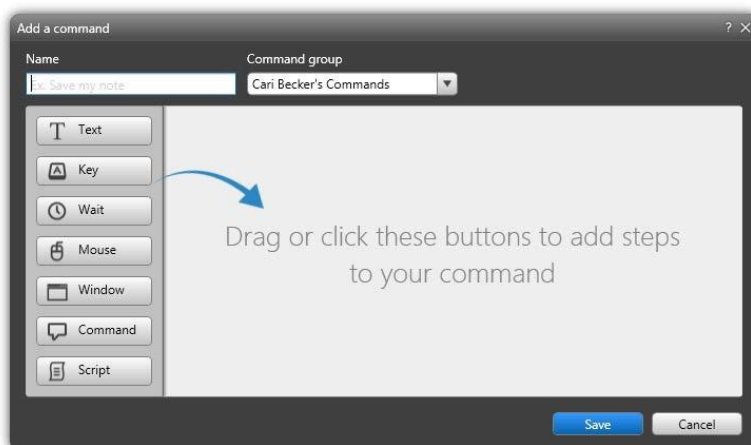 Add a command
? X
Name
Command group
Ex: Save my note
Cari Becker's Commands
T Text
A Key
Wait
Mouse
Window
Command
Script
Drag or click these buttons to add steps
to your command
Save
Cancel